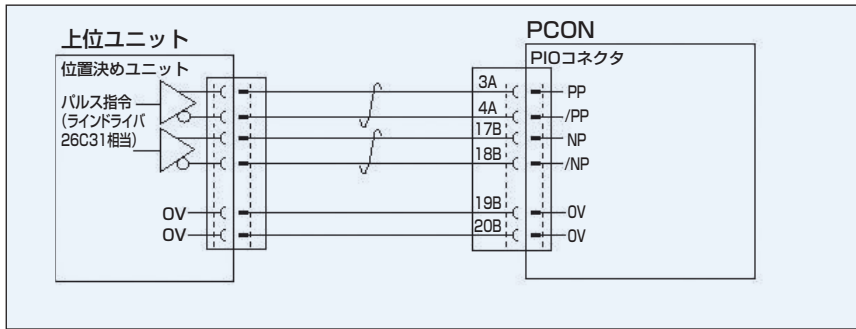 上位ユニット
位置決めユニット
パルス指令
(ラインドライバ
26C31相当)
0V
0V
PCON
PIOコネクタ
3A
PP
4A
/PP
17B
NP
18B
/NP
19B
0V
20B
0V